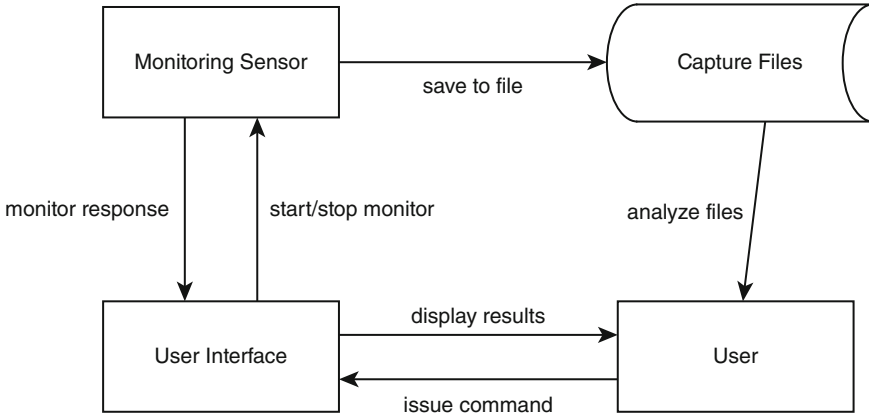 Monitoring Sensor
Capture Files
save to file
monitor response
start/stop monitor
analyze files
display results
User Interface
User
issue command